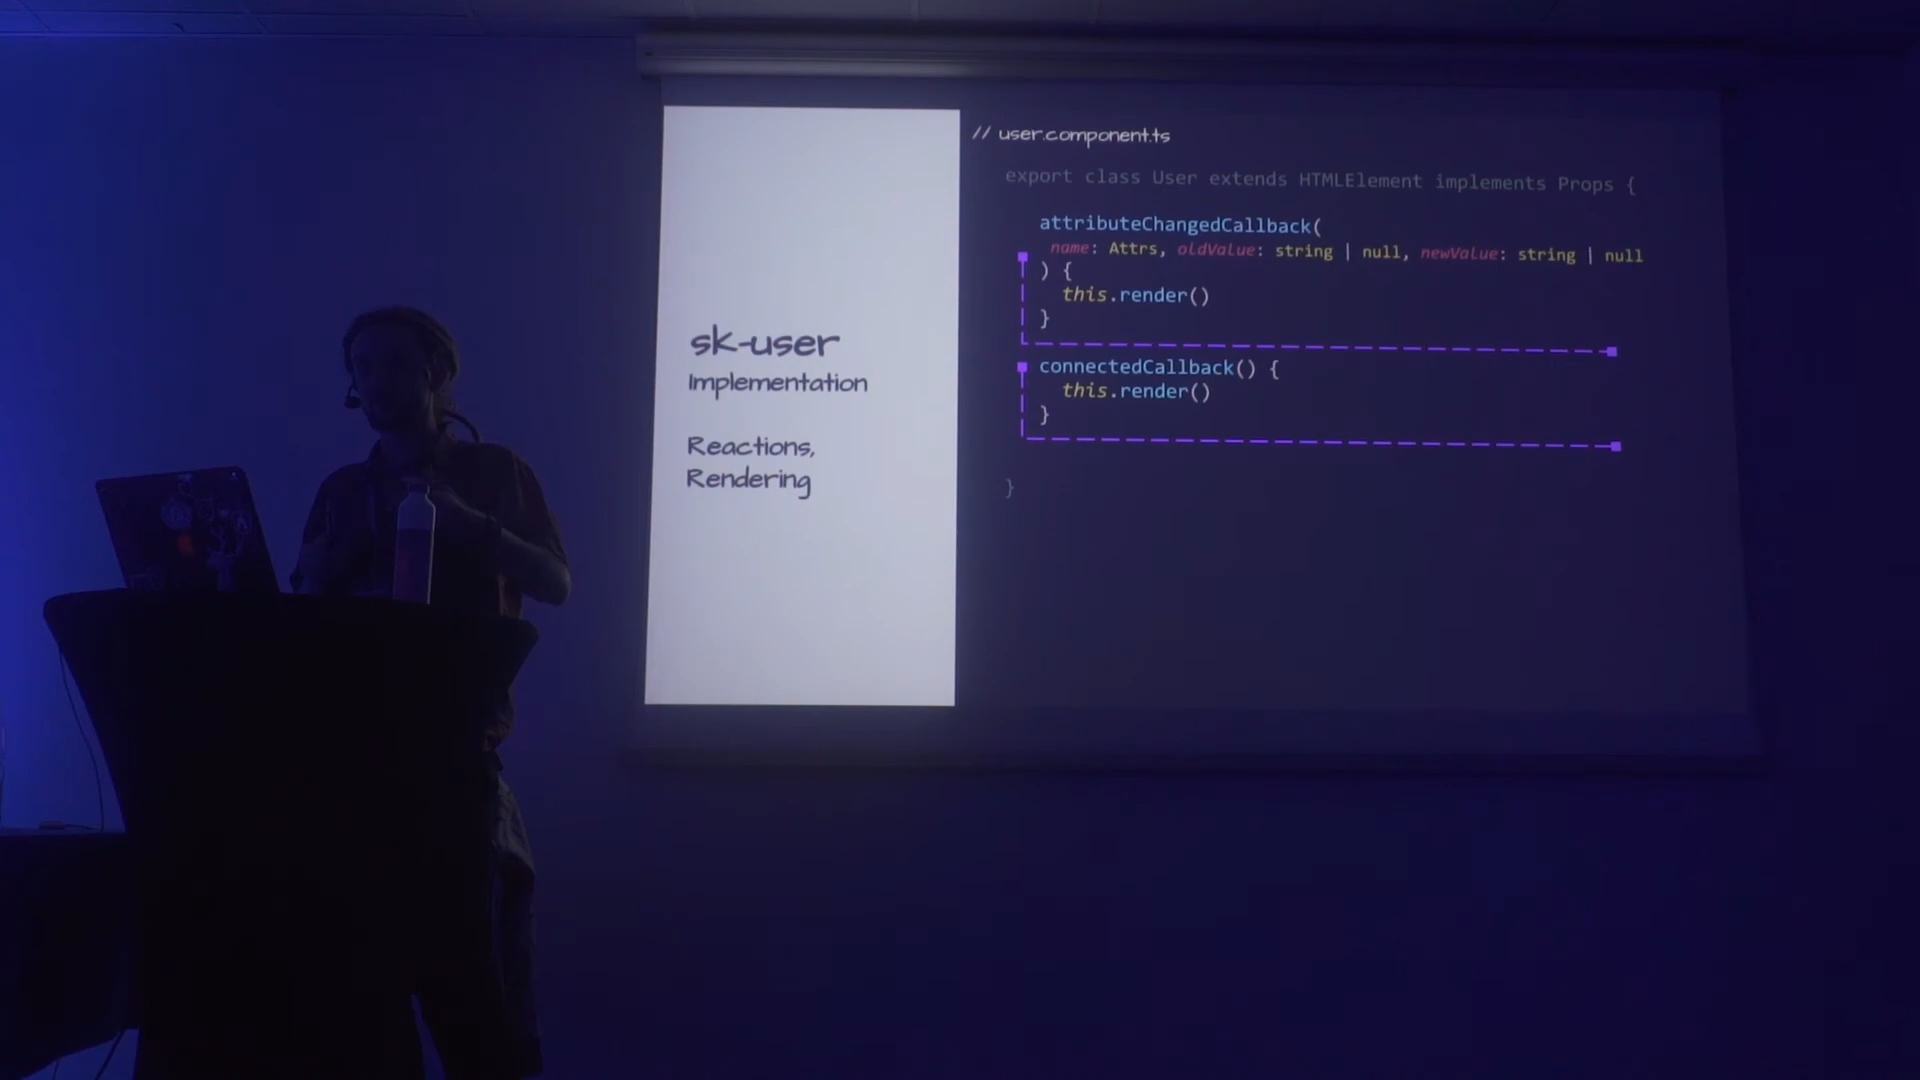 sk-user
Implementation
Reactions,
Rendering
// user.component.ts
export class User extends HTMLElement implements Props {
attributeChangedCallback(
name: Attrs, oldValue: string | null, newValue: string | null
) {
this.render()
}
connectedCallback() {
this.render()
}
}